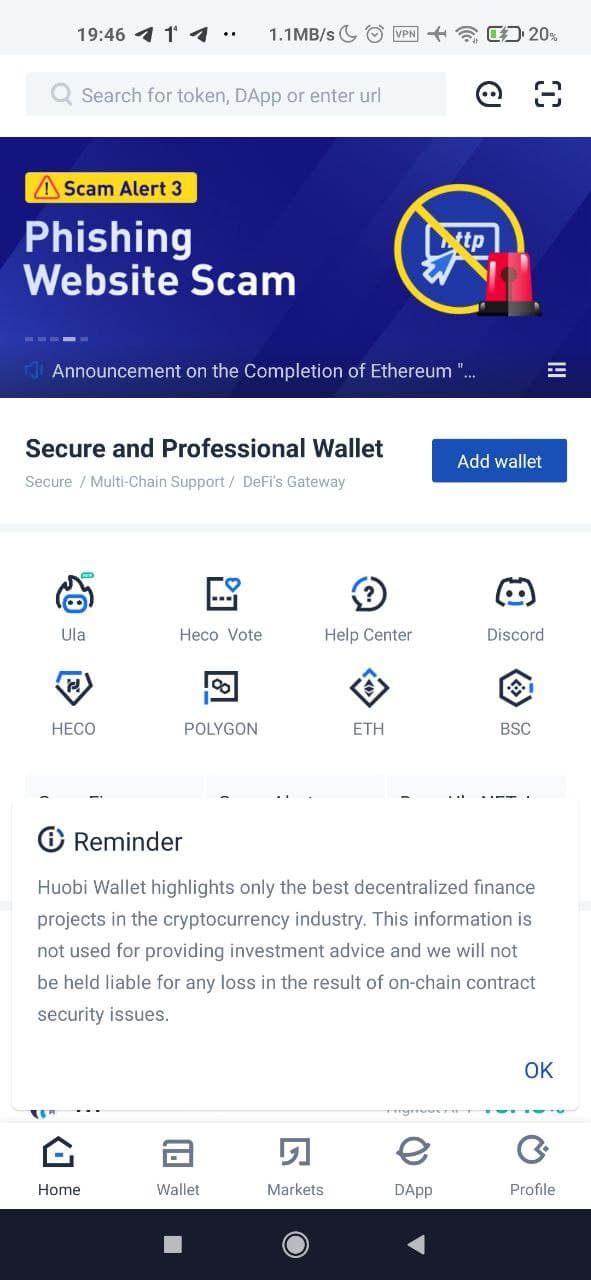 19:46
1.1MB/s
VPN
20%
Search for token, DApp or enter url
Scam Alert 3
Phishing
Website Scam
http
Announcement on the Completion of Ethereum "...
Secure and Professional Wallet
Secure / Multi-Chain Support / DeFi's Gateway
Add wallet
Ula
Heco Vote
Help Center
Discord
HECO
POLYGON
ETH
BSC
Reminder
Huobi Wallet highlights only the best decentralized finance
projects in the cryptocurrency industry. This information is
not used for providing investment advice and we will not
be held liable for any loss in the result of on-chain contract
security issues.
OK
Home
Wallet
Markets
DApp
Profile